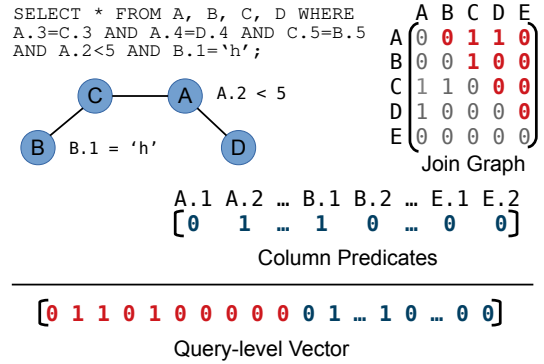 SELECT * FROM A, B, C, D WHERE
A.3=C.3 AND A.4=D.4 AND C.5=B.5
AND A.2<5 AND B.1='h';
A B C D E
A 0 0 1 1 0
B 0 0 1 0 0
C 1 1 0 0 0
D 1 0 0 0 0
E 0 0 0 0 0
Join Graph
C A A.2 < 5
B B.1 = 'h' D
A.1 A.2 … B.1 B.2 … E.1 E.2
[0 1 … 1 0 … 0 0]
Column Predicates
[0 1 1 0 1 0 0 0 0 0 0 1 … 1 0 … 0 0]
Query-level Vector